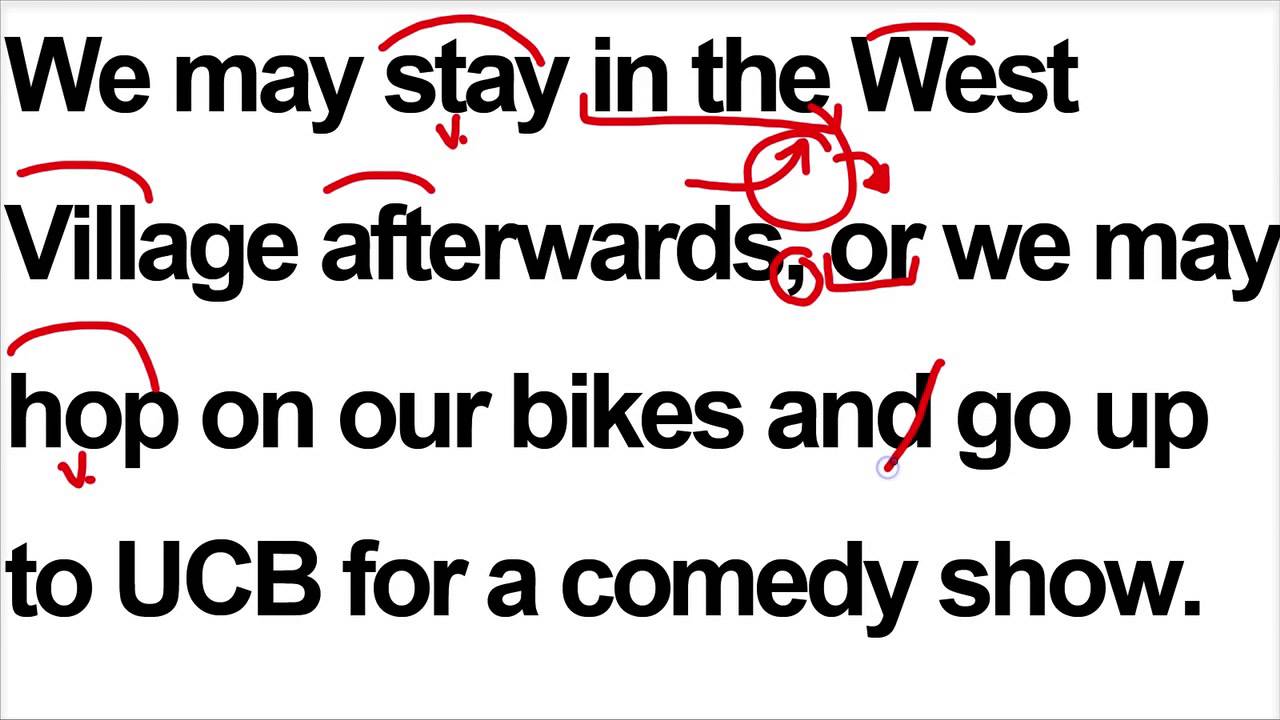 We may stay in the West
v.
Village afterwards, or we may
hop on our bikes and go up
v.
to UCB for a comedy show.